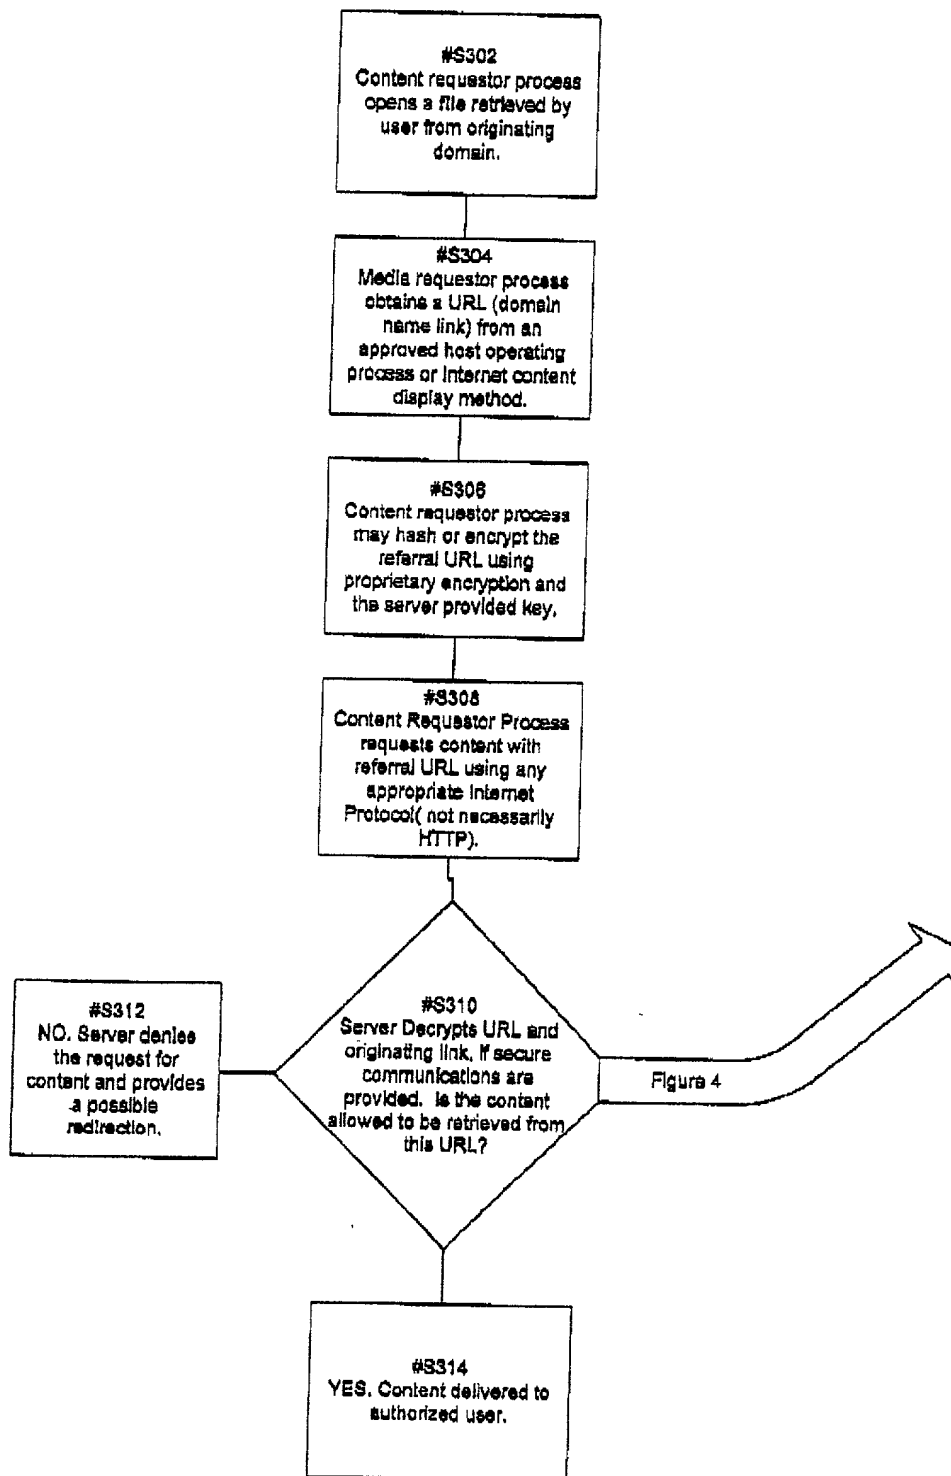 #S302
Content requestor process
opens a file retrieved by
user from originating
domain.
#S304
Media requestor process
obtains a URL (domain
name link) from an
approved host operating
process or Internet content
display method.
#S306
Content requestor process
may hash or encrypt the
referral URL using
proprietary encryption and
the server provided key.
#S308
Content Requestor Process
requests content with
referral URL using any
appropriate Internet
Protocol( not necessarily
HTTP).
#S310
Server Decrypts URL and
originating link, if secure
communications are
provided. Is the content
allowed to be retrieved from
this URL?
#S312
NO. Server denies
the request for
content and provides
a possible
redirection.
Figure 4
#S314
YES. Content delivered to
authorized user.